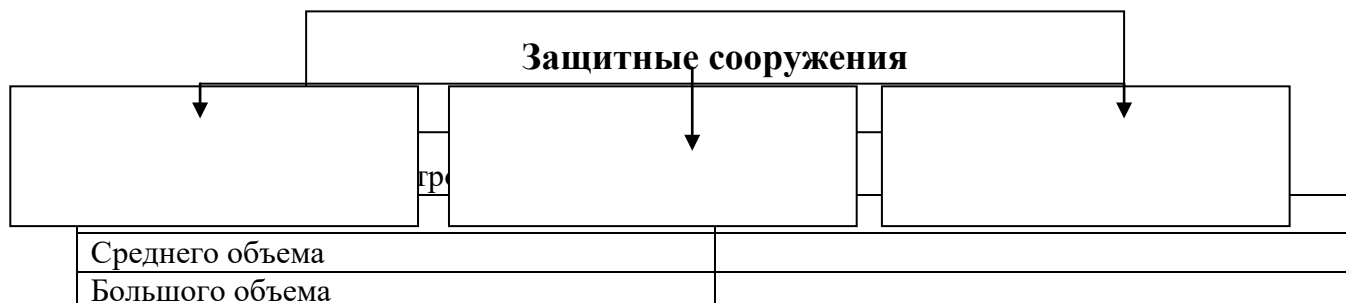 Защитные сооружения
Среднего объема
Большого объема